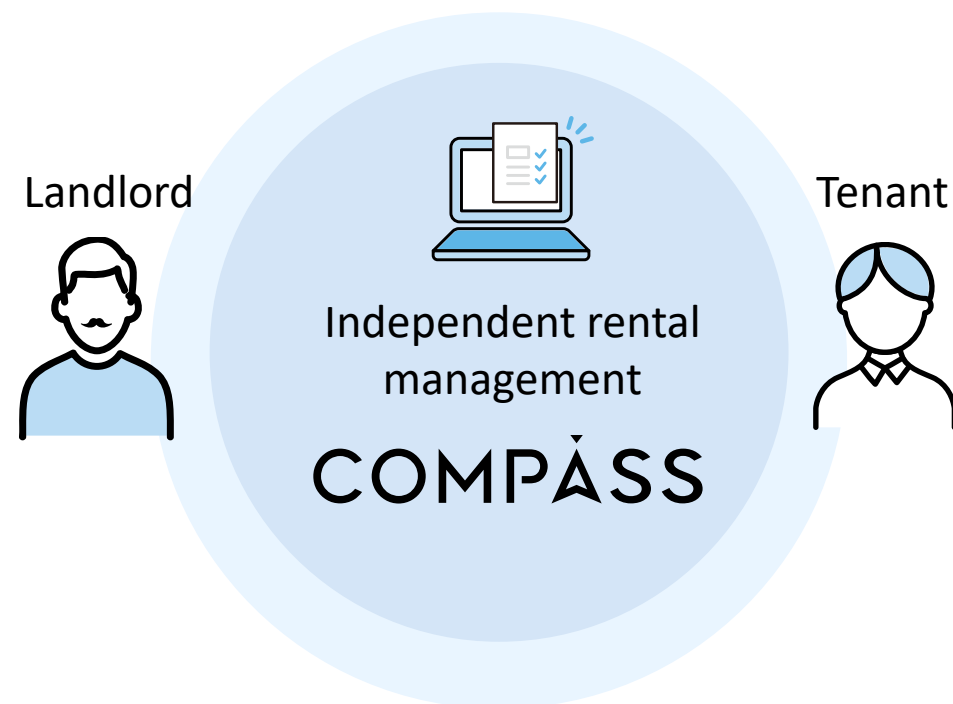 Landlord
Tenant
Independent rental
management
COMPASS